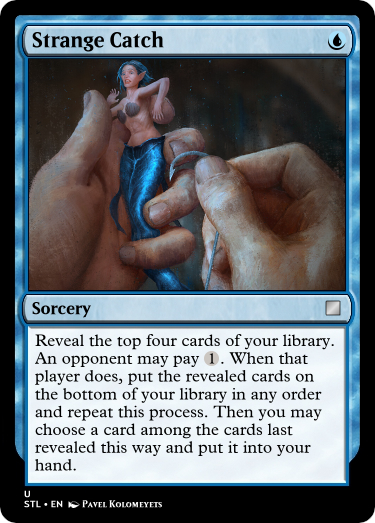 Strange Catch
Sorcery
Reveal the top four cards of your library.
An opponent may pay 1. When that
player does, put the revealed cards on
the bottom of your library in any order
and repeat this process. Then you may
choose a card among the cards last
revealed this way and put it into your
hand.
U
STL • EN Pavel Kolomeyets